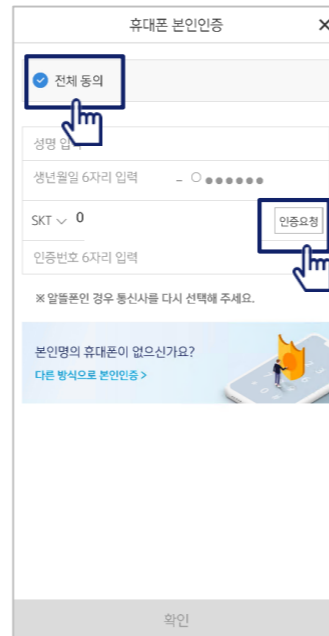 휴대폰 본인인증 ×
전체 동의
성명 입력
생년월일 6자리 입력 - ○●●●●●●
SKT 0 인증요청
인증번호 6자리 입력
※ 알뜰폰인 경우 통신사를 다시 선택해 주세요.
본인명의 휴대폰이 없으신가요?
다른 방식으로 본인인증 >
확인